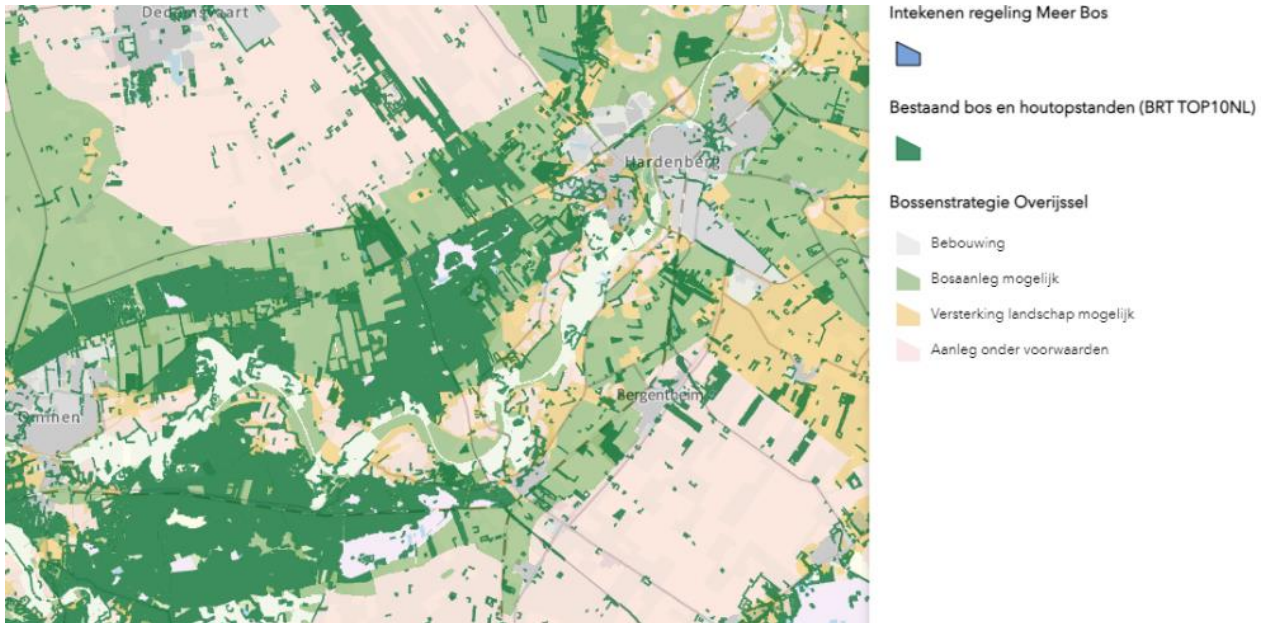 Dedemsvaart
Hardenberg
Ommen
Bergentheim
Intekenen regeling Meer Bos
Bestaand bos en houtopstanden (BRT TOP10NL)
Bossenstrategie Overijssel
Bebouwing
Bosaanleg mogelijk
Versterking landschap mogelijk
Aanleg onder voorwaarden